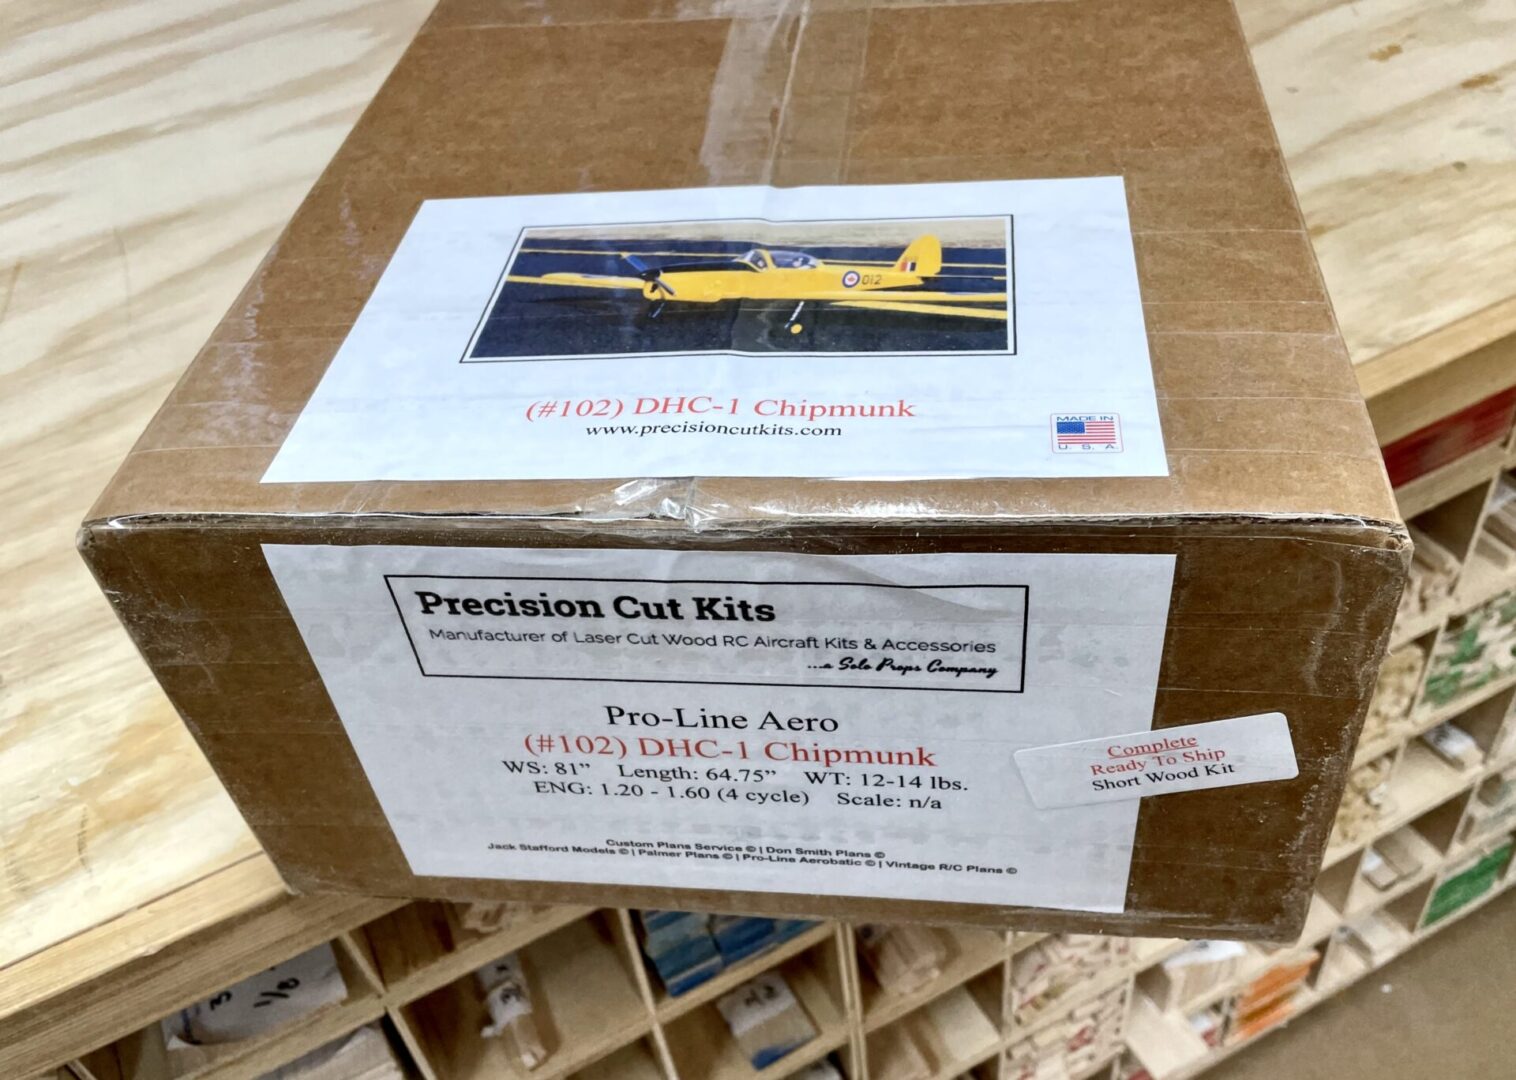 012
(#102) DHC-1 Chipmunk
www.precisioncutkits.com
MADE IN
U. S. A.
Precision Cut Kits
Manufacturer of Laser Cut Wood RC Aircraft Kits & Accessories
...a Solo Props Company
Pro-Line Aero
(#102) DHC-1 Chipmunk
WS: 81” Length: 64.75” WT: 12-14 lbs.
ENG: 1.20 - 1.60 (4 cycle) Scale: n/a
Complete
Ready To Ship
Short Wood Kit
Custom Plans Service © | Don Smith Plans ©
Jack Stafford Models © | Palmer Plans © | Pro-Line Aerobatic © | Vintage R/C Plans ©
3
1/8